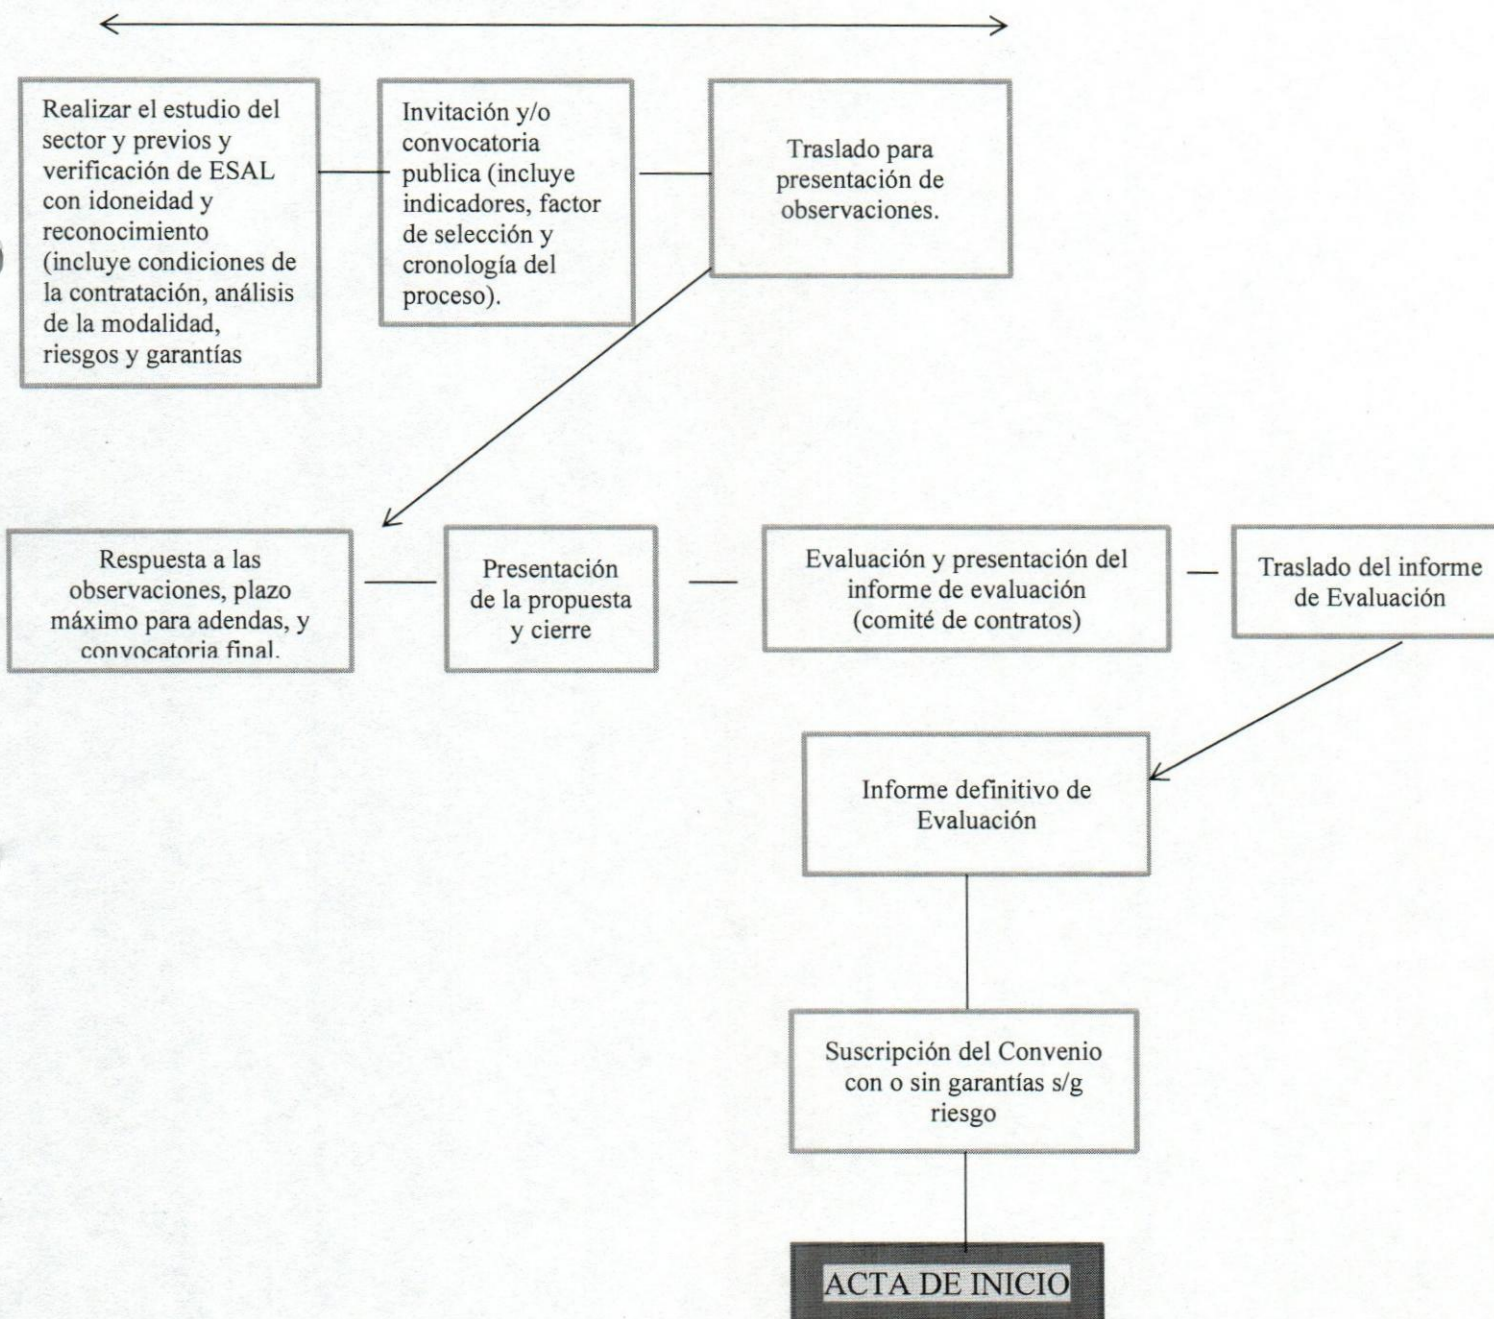 Realizar el estudio del
sector y previos y
verificación de ESAL
con idoneidad y
reconocimiento
(incluye condiciones de
la contratación, análisis
de la modalidad,
riesgos y garantías
Invitación y/o
convocatoria
publica (incluye
indicadores, factor
de selección y
cronología del
proceso).
Traslado para
presentación de
observaciones.
Respuesta a las
observaciones, plazo
máximo para adendas, y
convocatoria final.
Presentación
de la propuesta
y cierre
Evaluación y presentación del
informe de evaluación
(comité de contratos)
Traslado del informe
de Evaluación
Informe definitivo de
Evaluación
Suscripción del Convenio
con o sin garantías s/g
riesgo
ACTA DE INICIO